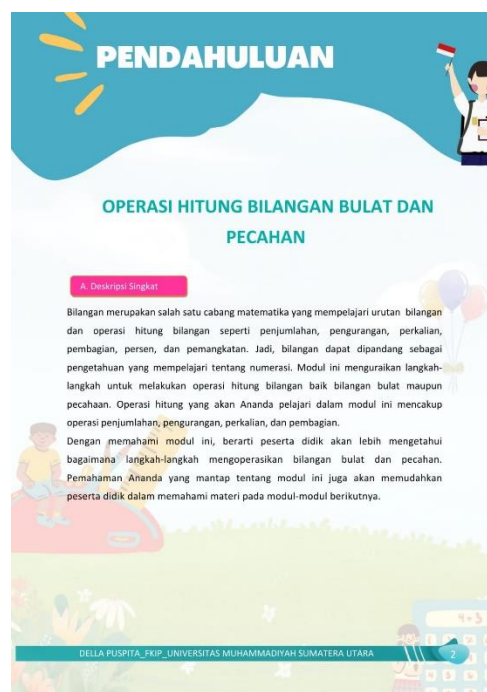 PENDAHULUAN
OPERASI HITUNG BILANGAN BULAT DAN
PECAHAN
A. Deskripsi Singkat
Bilangan merupakan salah satu cabang matematika yang mempelajari urutan bilangan
dan operasi hitung bilangan seperti penjumlahan, pengurangan, perkalian,
pembagian, persen, dan pemangkatan. Jadi, bilangan dapat dipandang sebagai
pengetahuan yang mempelajari tentang numerasi. Modul ini menguraikan langkah-
langkah untuk melakukan operasi hitung bilangan baik bilangan bulat maupun
pecahaan. Operasi hitung yang akan Ananda pelajari dalam modul ini mencakup
operasi penjumlahan, pengurangan, perkalian, dan pembagian.
Dengan memahami modul ini, berarti peserta didik akan lebih mengetahui
bagaimana langkah-langkah mengoperasikan bilangan bulat dan pecahan.
Pemahaman Ananda yang mantap tentang modul ini juga akan memudahkan
peserta didik dalam memahami materi pada modul-modul berikutnya.
4+3
DELLA PUSPITA_FKIP_UNIVERSITAS MUHAMMADIYAH SUMATERA UTARA
2